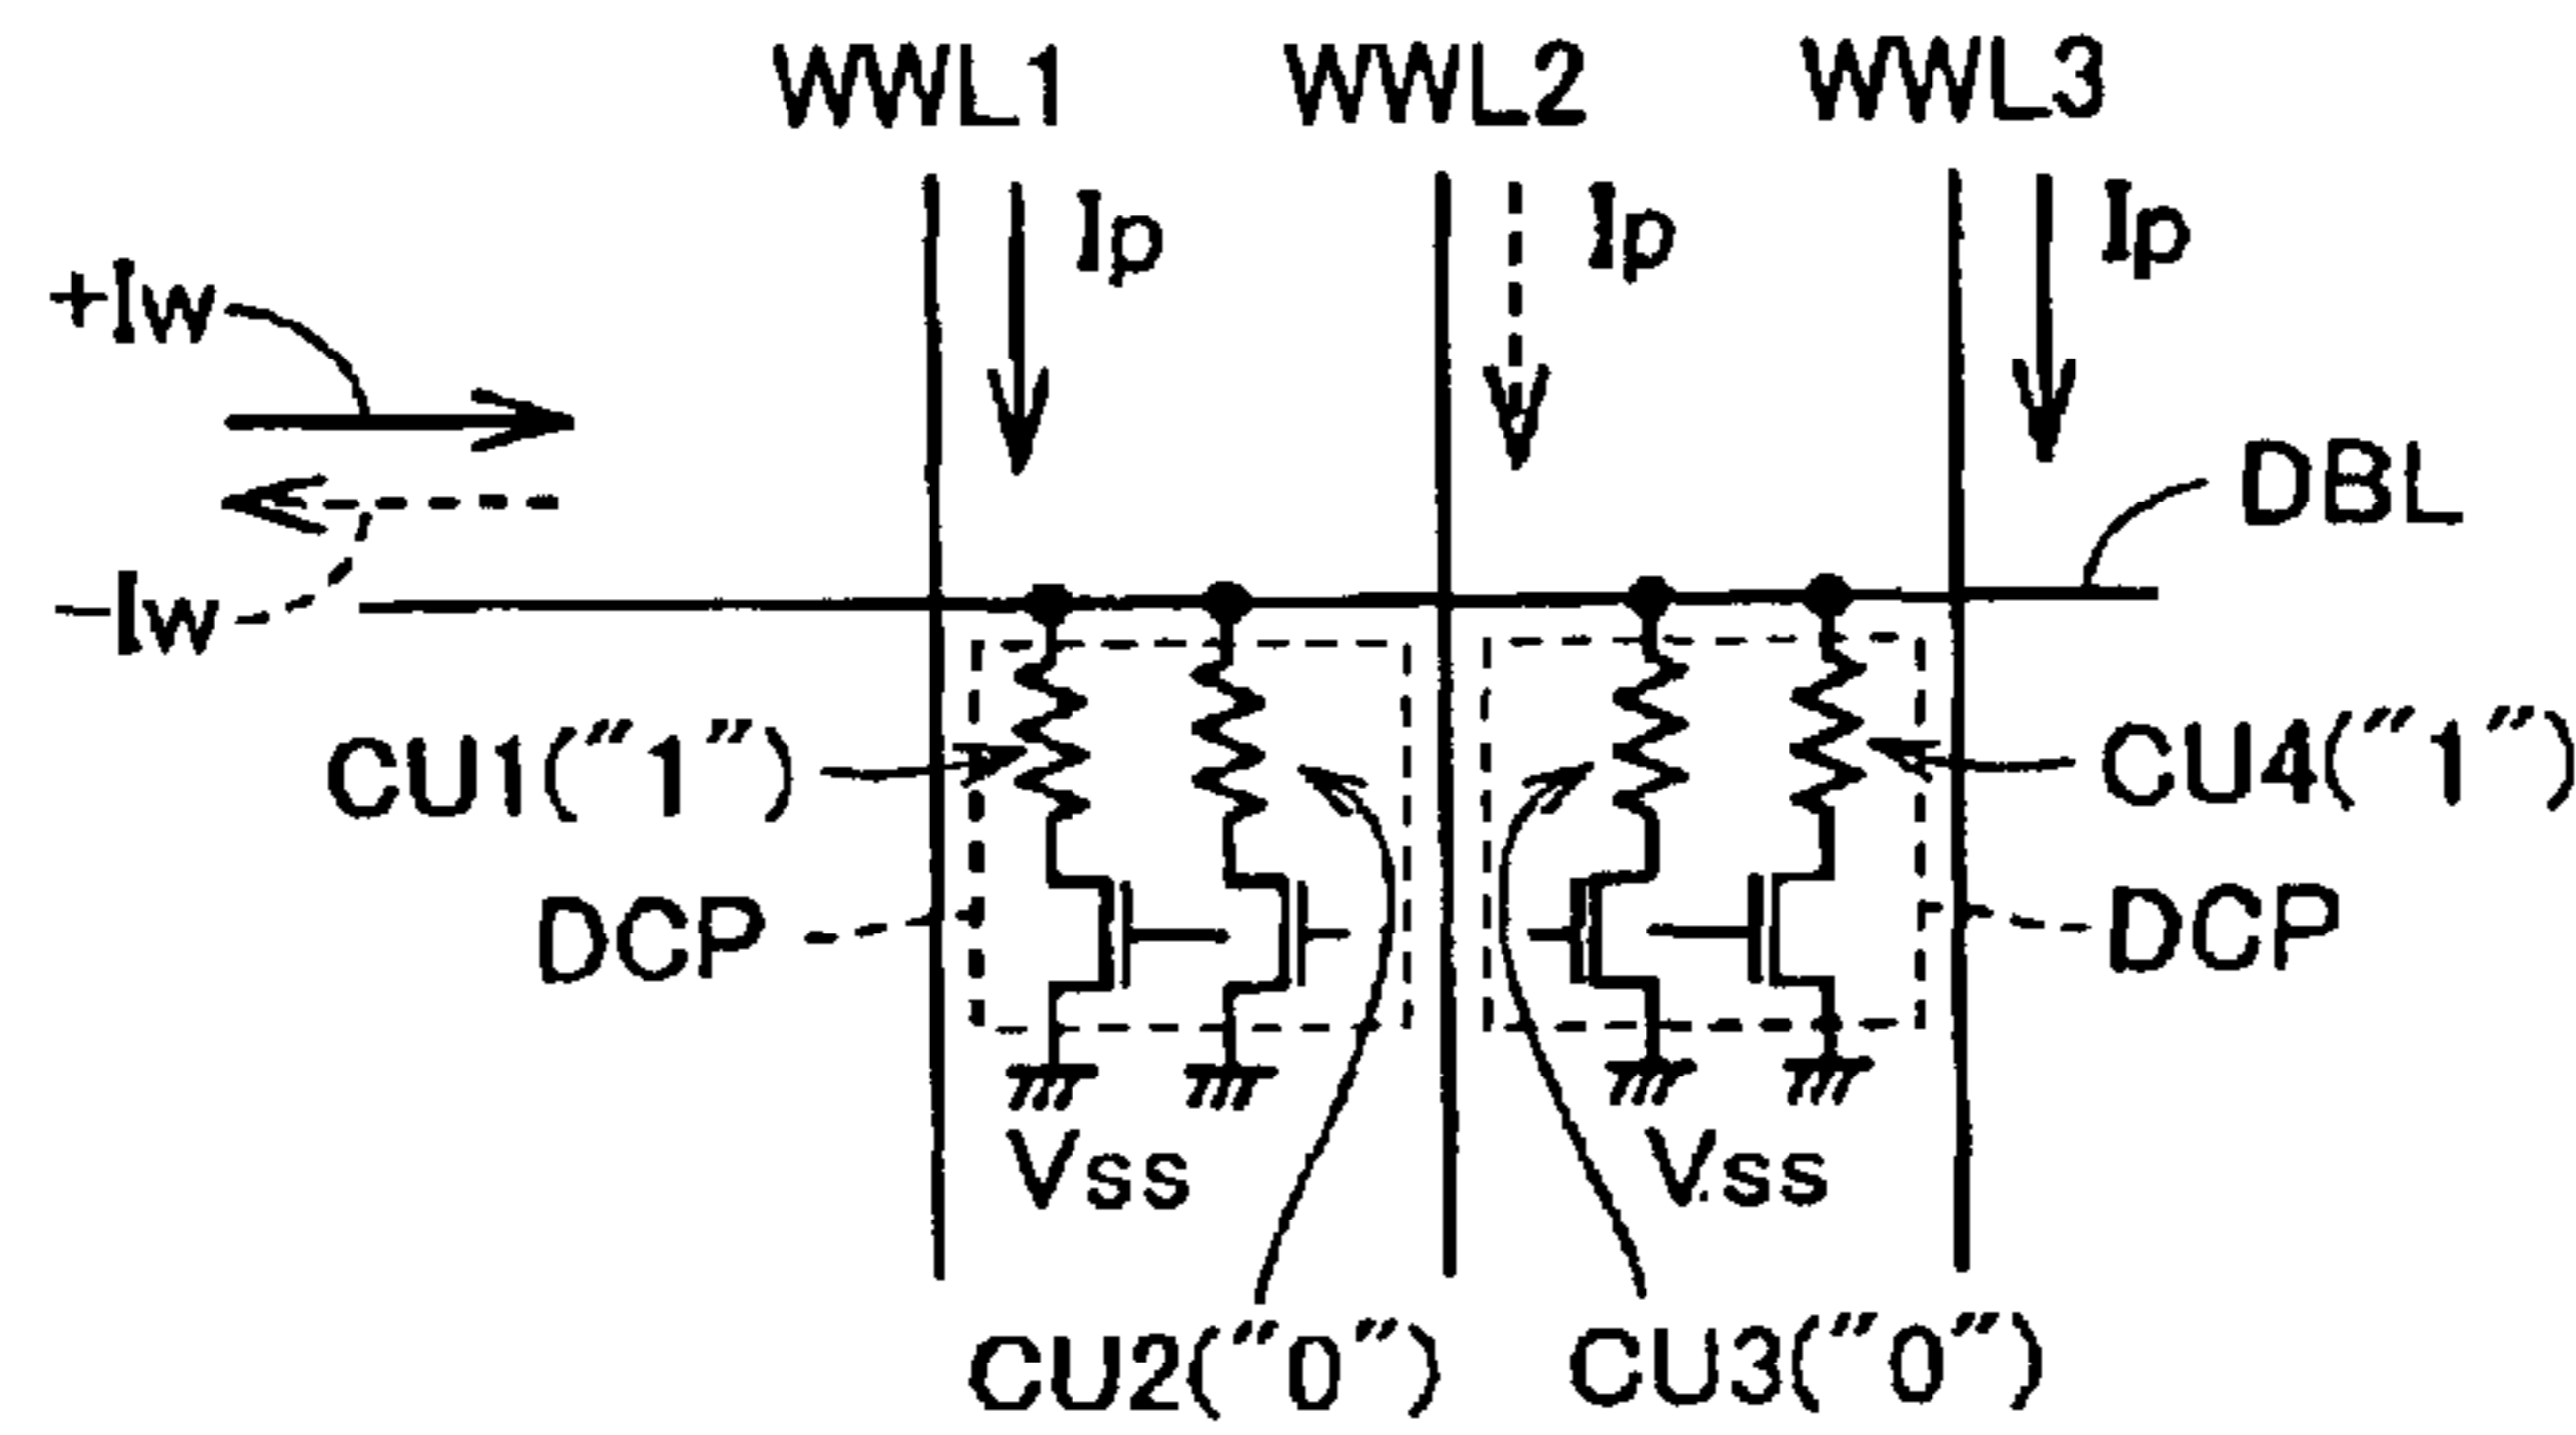 WWL1 WWL2 WWL3
Ip Ip Ip
+Iw
DBL
-Iw
CU1("1") CU4("1")
DCP DCP
Vss Vss
CU2("0") CU3("0")